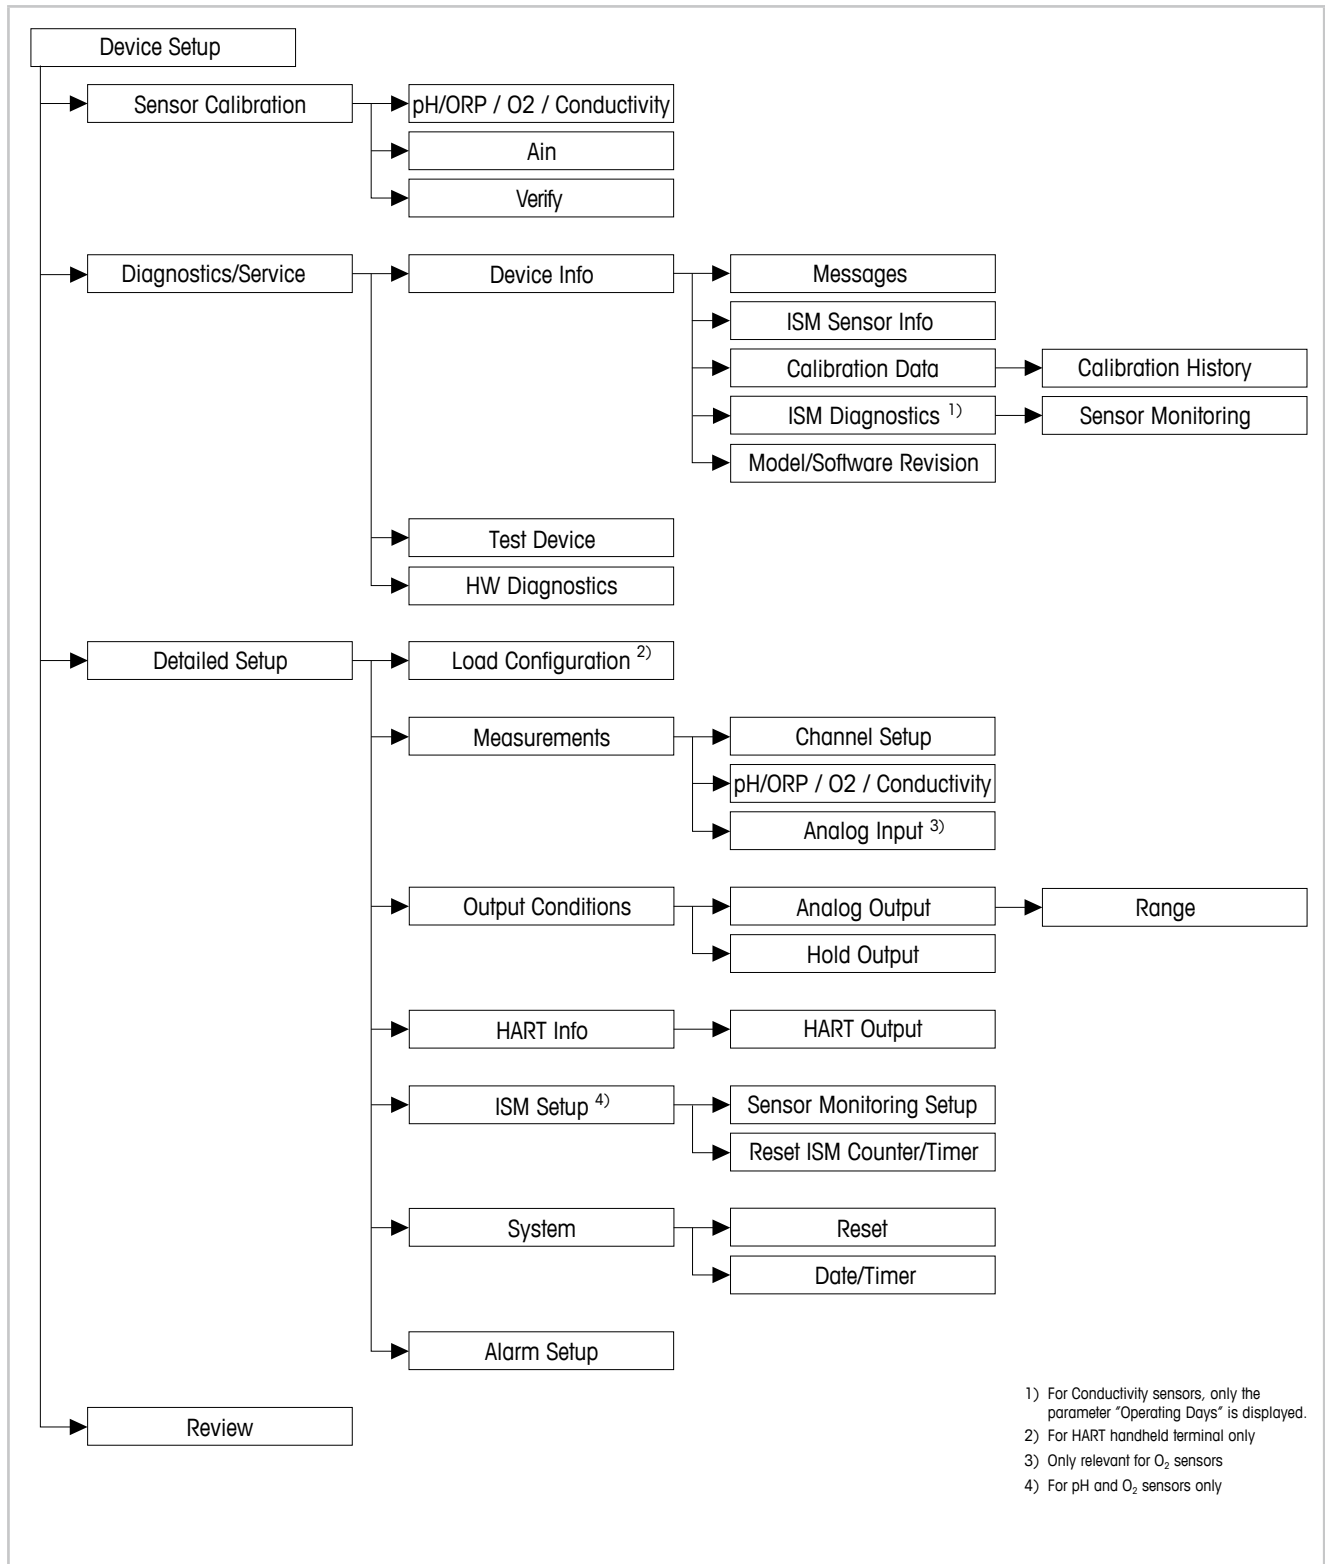 Device Setup
Sensor Calibration
pH/ORP / O2 / Conductivity
Ain
Verify
Diagnostics/Service
Device Info
Messages
ISM Sensor Info
Calibration Data
Calibration History
ISM Diagnostics 1)
Sensor Monitoring
Model/Software Revision
Test Device
HW Diagnostics
Detailed Setup
Load Configuration 2)
Measurements
Channel Setup
pH/ORP / O2 / Conductivity
Analog Input 3)
Output Conditions
Analog Output
Range
Hold Output
HART Info
HART Output
ISM Setup 4)
Sensor Monitoring Setup
Reset ISM Counter/Timer
System
Reset
Date/Timer
Alarm Setup
Review
1) For Conductivity sensors, only the
parameter "Operating Days" is displayed.
2) For HART handheld terminal only
3) Only relevant for O₂ sensors
4) For pH and O₂ sensors only